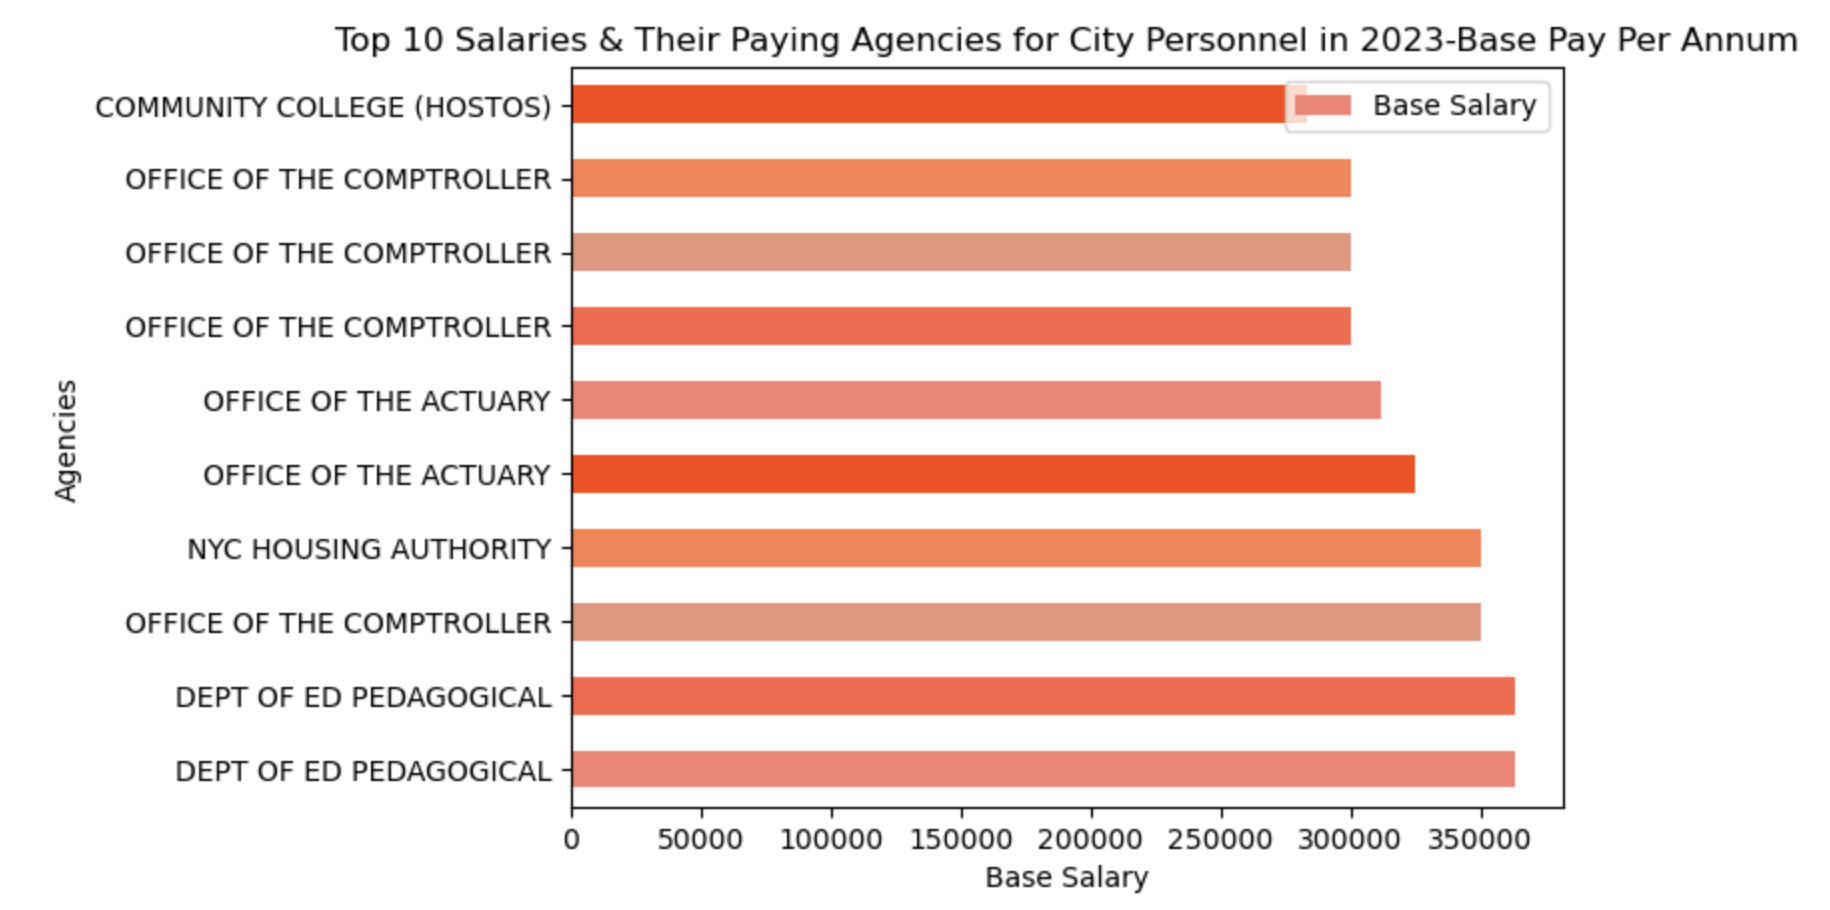 Top 10 Salaries & Their Paying Agencies for City Personnel in 2023-Base Pay Per Annum
Base Salary
COMMUNITY COLLEGE (HOSTOS)
OFFICE OF THE COMPTROLLER
OFFICE OF THE COMPTROLLER
OFFICE OF THE COMPTROLLER
OFFICE OF THE ACTUARY
OFFICE OF THE ACTUARY
NYC HOUSING AUTHORITY
OFFICE OF THE COMPTROLLER
DEPT OF ED PEDAGOGICAL
DEPT OF ED PEDAGOGICAL
Agencies
0 50000 100000 150000 200000 250000 300000 350000
Base Salary